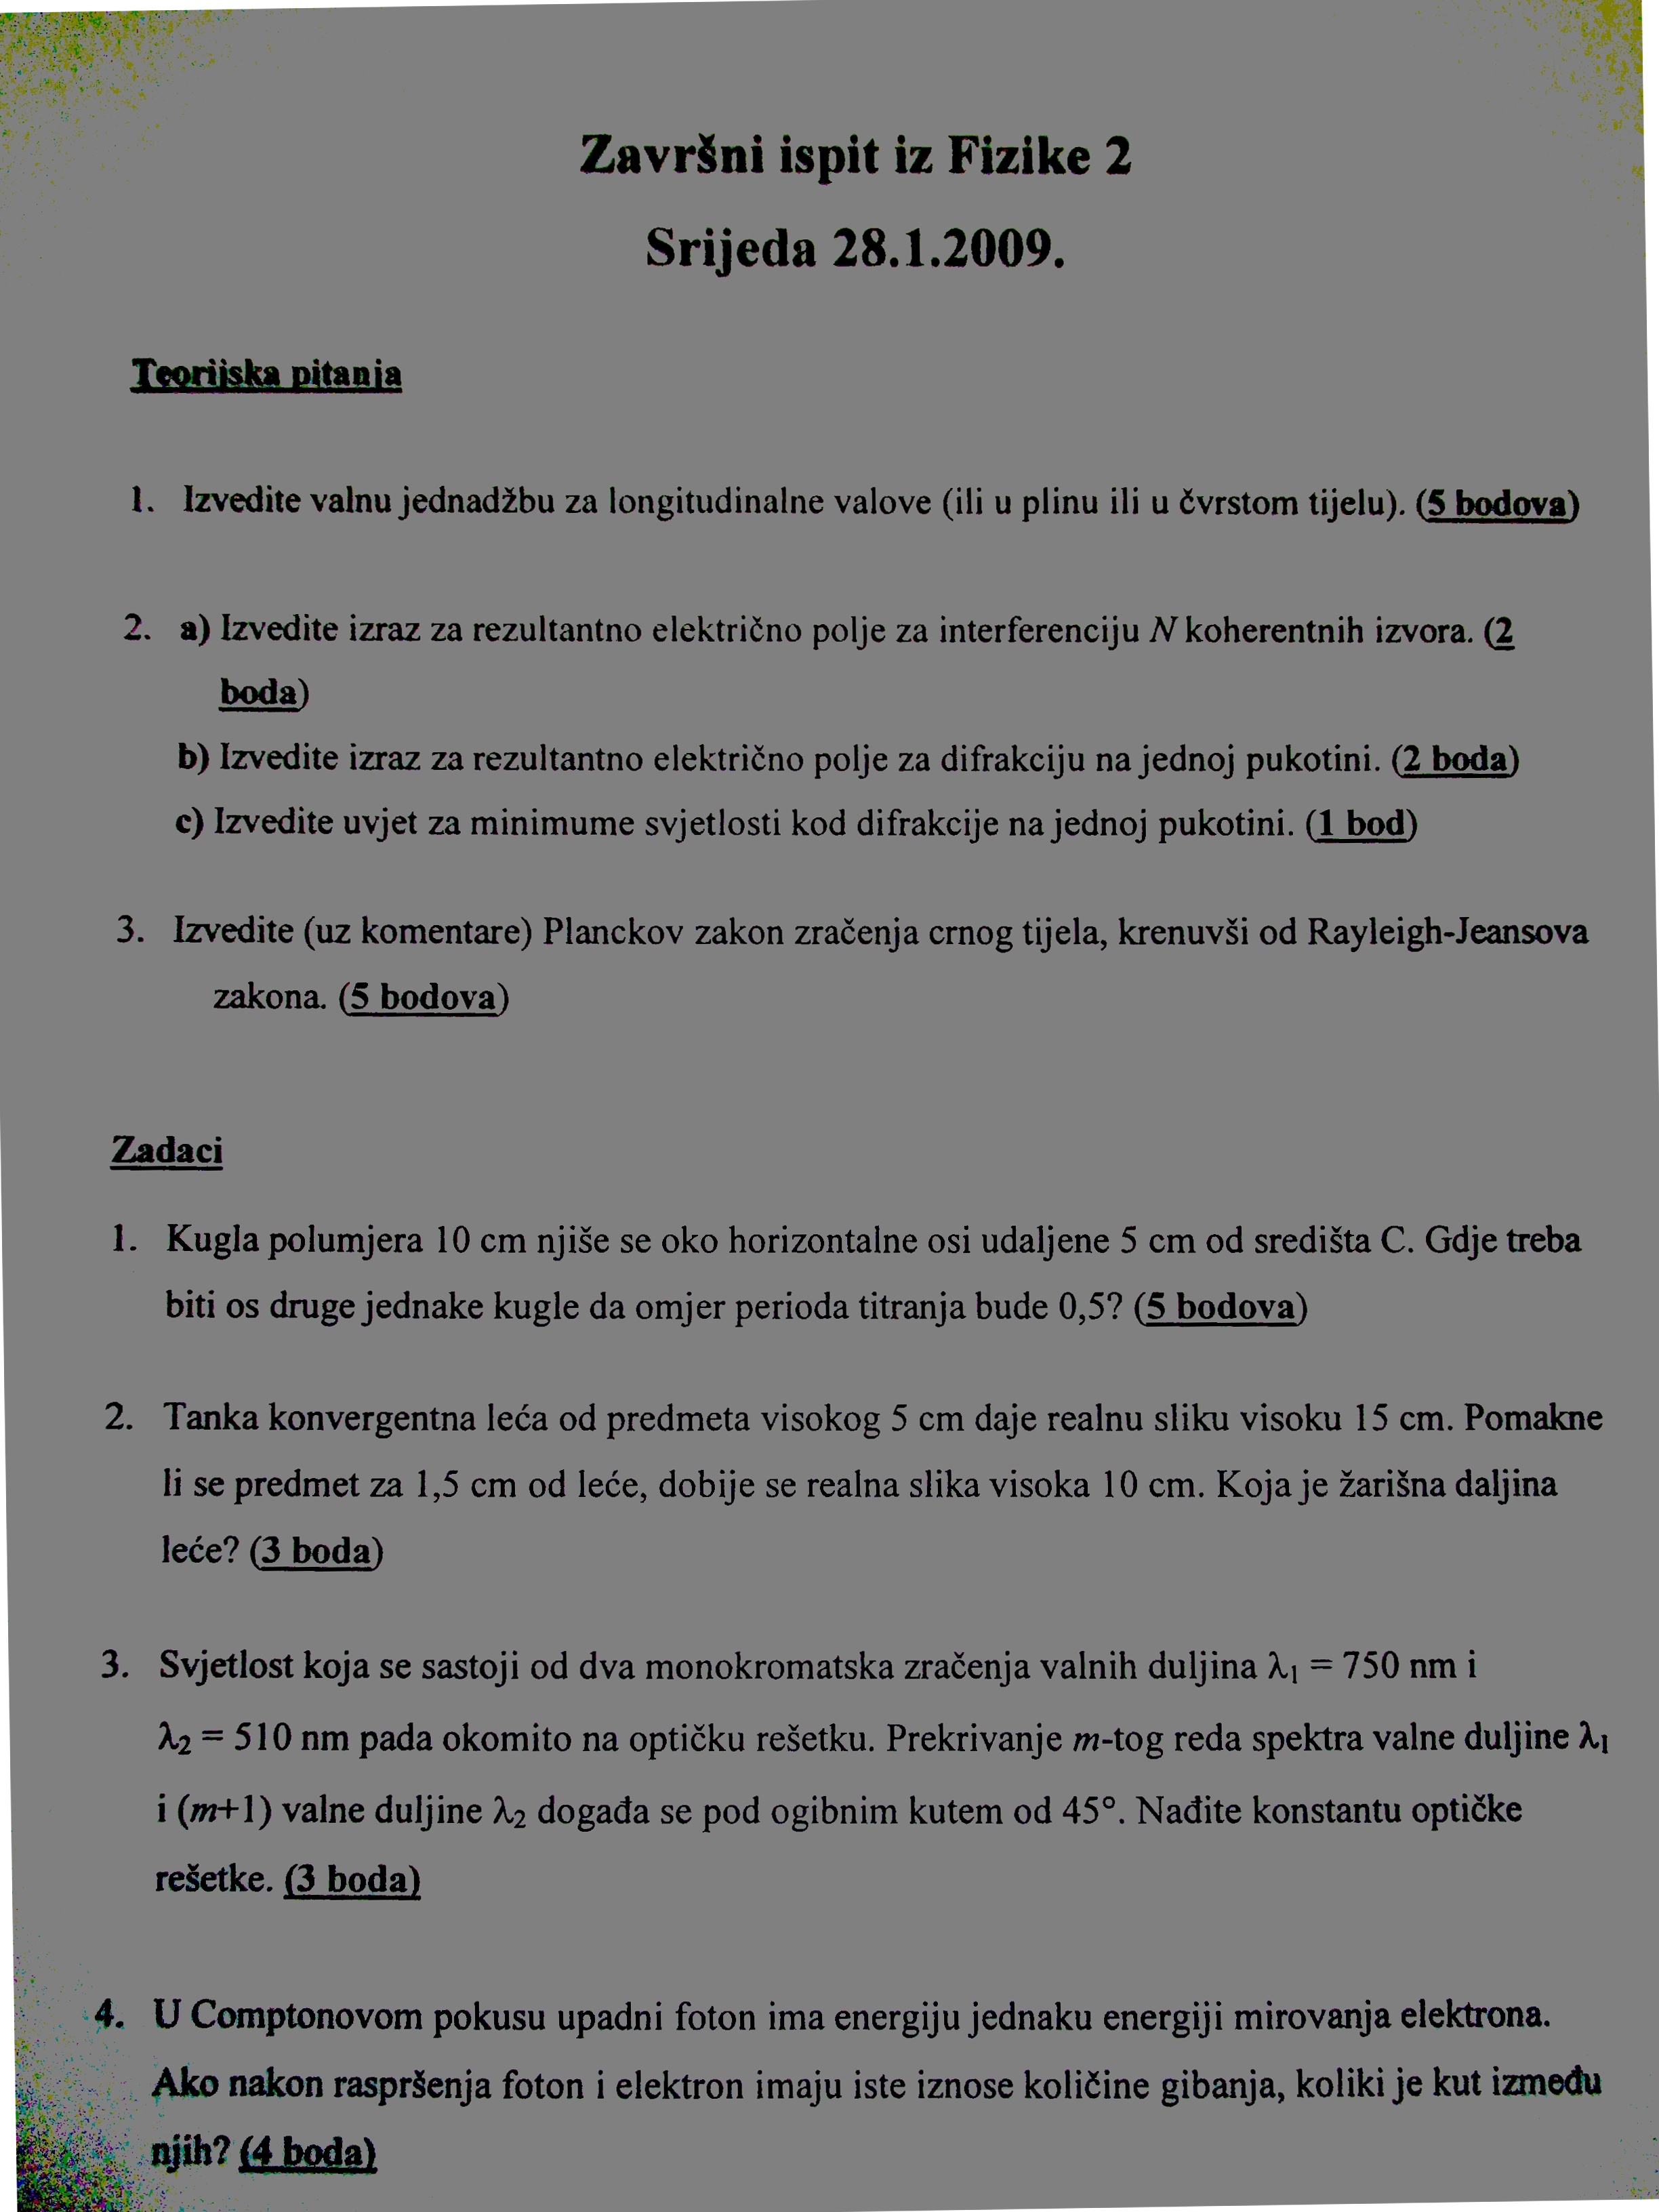 Završni ispit iz Fizike 2
Srijeda 28.1.2009.
Teorijska pitanja
1. Izvedite valnu jednadžbu za longitudinalne valove (ili u plinu ili u čvrstom tijelu). (5 bodova)
2. a) Izvedite izraz za rezultantno električno polje za interferenciju N koherentnih izvora. (2
boda)
b) Izvedite izraz za rezultantno električno polje za difrakciju na jednoj pukotini. (2 boda)
c) Izvedite uvjet za minimume svjetlosti kod difrakcije na jednoj pukotini. (1 bod)
3. Izvedite (uz komentare) Planckov zakon zračenja crnog tijela, krenuvši od Rayleigh-Jeansova
zakona. (5 bodova)
Zadaci
1. Kugla polumjera 10 cm njiše se oko horizontalne osi udaljene 5 cm od središta C. Gdje treba
biti os druge jednake kugle da omjer perioda titranja bude 0,5? (5 bodova)
2. Tanka konvergentna leća od predmeta visokog 5 cm daje realnu sliku visoku 15 cm. Pomakne
li se predmet za 1,5 cm od leće, dobije se realna slika visoka 10 cm. Koja je žarišna daljina
leće? (3 boda)
3. Svjetlost koja se sastoji od dva monokromatska zračenja valnih duljina λ₁ = 750 nm i
λ₂ = 510 nm pada okomito na optičku rešetku. Prekrivanje m-tog reda spektra valne duljine λ₁
i (m+1) valne duljine λ₂ događa se pod ogibnim kutem od 45°. Nađite konstantu optičke
rešetke. (3 boda)
4. U Comptonovom pokusu upadni foton ima energiju jednaku energiji mirovanja elektrona.
Ako nakon raspršenja foton i elektron imaju iste iznose količine gibanja, koliki je kut između
njih? (4 boda)